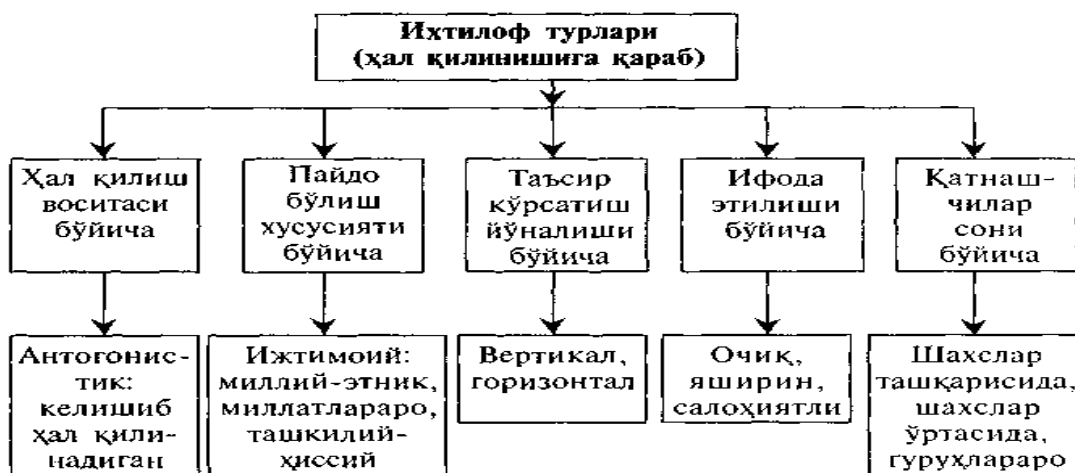 Ихтилоф турлари
(ҳал қилинишига қараб)
Ҳал қилиш
воситаси
бўйича
Пайдо
бўлиш
хусусияти
бўйича
Таъсир
кўрсатиш
йўналиши
бўйича
Ифода
этилиши
бўйича
Қатнаш-
чилар
сони
бўйича
Антогонис-
тик:
келишиб
ҳал қили-
надиган
Ижтимоий:
миллий-этник,
миллатлараро,
ташкилий-
ҳиссий
Вертикал,
горизонтал
Очиқ,
яширин,
салоҳиятли
Шахслар
ташқарисида,
шахслар
ўртасида,
гуруҳлараро